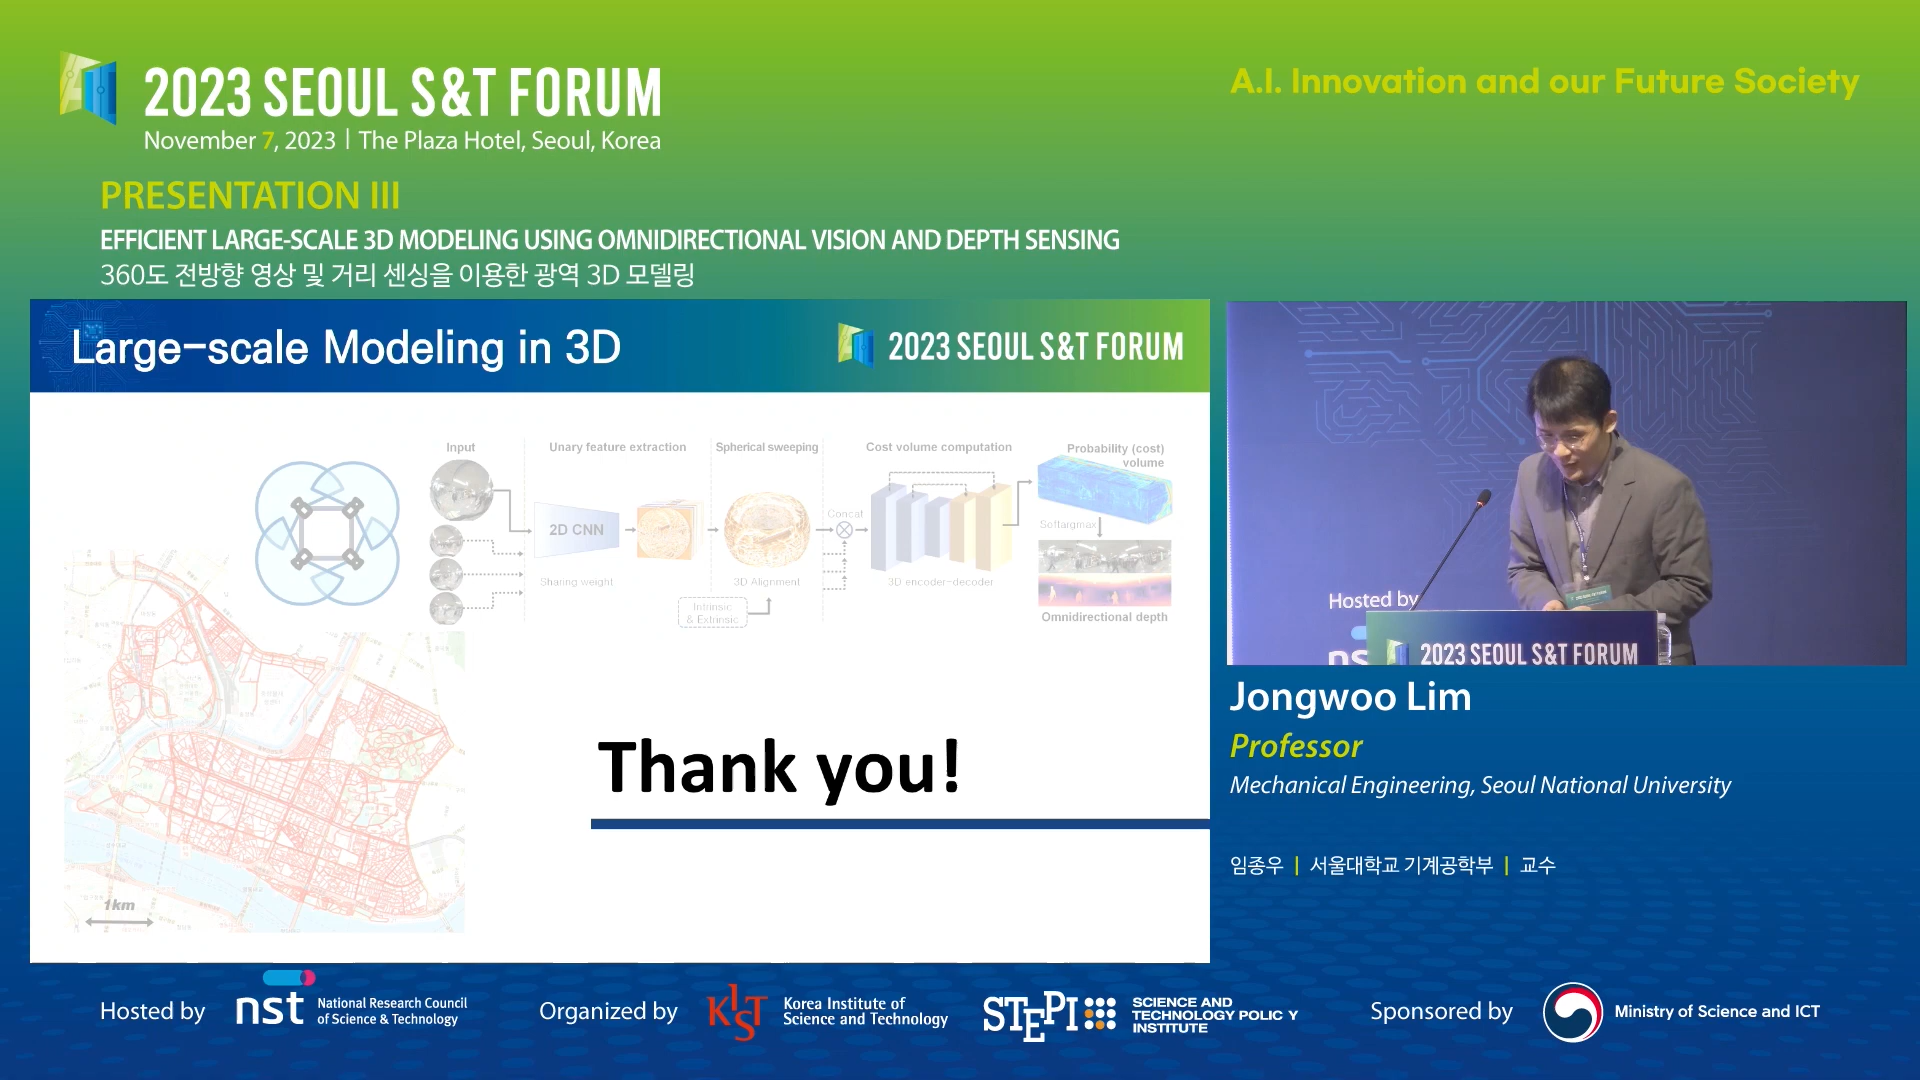 2023 SEOUL S&T FORUM
November 7, 2023 | The Plaza Hotel, Seoul, Korea
A.I. Innovation and our Future Society
PRESENTATION III
EFFICIENT LARGE-SCALE 3D MODELING USING OMNIDIRECTIONAL VISION AND DEPTH SENSING
360도 전방향 영상 및 거리 센싱을 이용한 광역 3D 모델링
Large-scale Modeling in 3D
2023 SEOUL S&T FORUM
Input
Unary feature extraction
Spherical sweeping
Cost volume computation
Probability (cost)
volume
2D CNN
Concat
Softargmax
Sharing weight
3D Alignment
3D encoder-decoder
Intrinsic
& Extrinsic
Omnidirectional depth
1km
Thank you!
Hosted by
ns
2023 SEOUL S&T FORUM
Jongwoo Lim
Professor
Mechanical Engineering, Seoul National University
임종우 | 서울대학교 기계공학부 | 교수
Hosted by
nst
National Research Council
of Science & Technology
Organized by
KIST
Korea Institute of
Science and Technology
STEPI
SCIENCE AND
TECHNOLOGY POLIC Y
INSTITUTE
Sponsored by
Ministry of Science and ICT